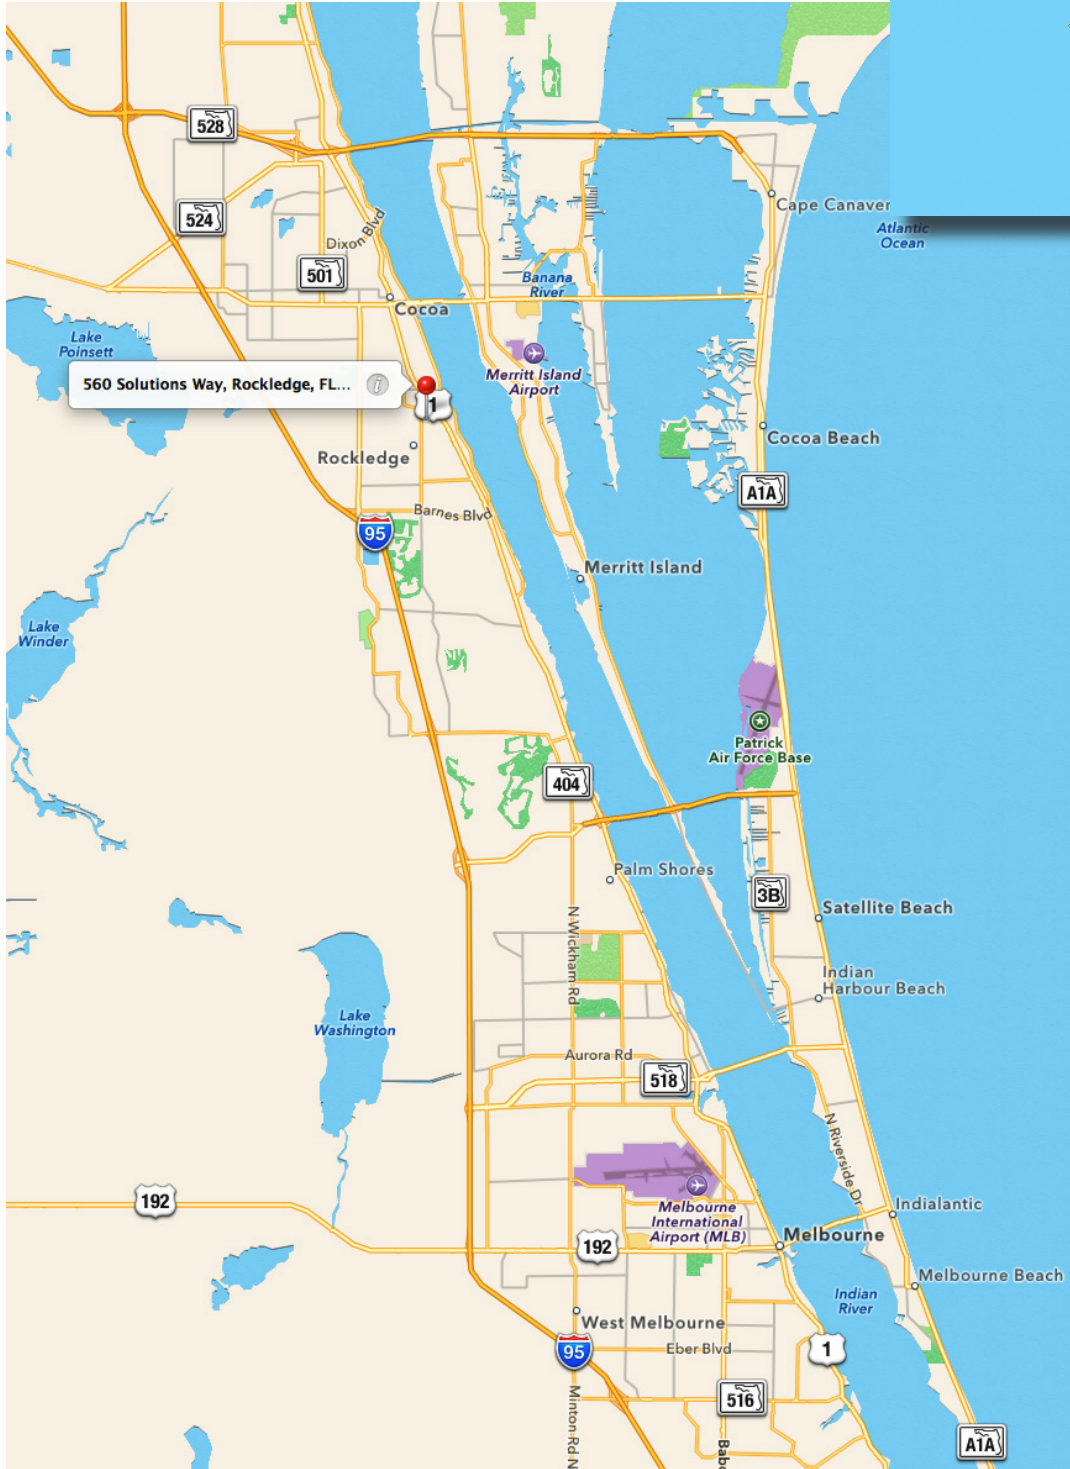 528
524
Dixon Blvd
501
Cape Canaver
Atlantic
Ocean
Banana
River
Cocoa
Lake
Poinsett
Merritt Island
Airport
560 Solutions Way, Rockledge, FL...
i
1
Rockledge
Cocoa Beach
A1A
Barnes Blvd
95
Merritt Island
Lake
Winder
Patrick
Air Force Base
404
Palm Shores
3B
Satellite Beach
N Wickham Rd
Indian
Harbour Beach
Lake
Washington
Aurora Rd
518
N Riverside Dr
192
Melbourne
International
Airport (MLB)
Indialantic
192
Melbourne
Melbourne Beach
Indian
River
West Melbourne
95
Eber Blvd
1
516
Minton Rd N
Babc
A1A